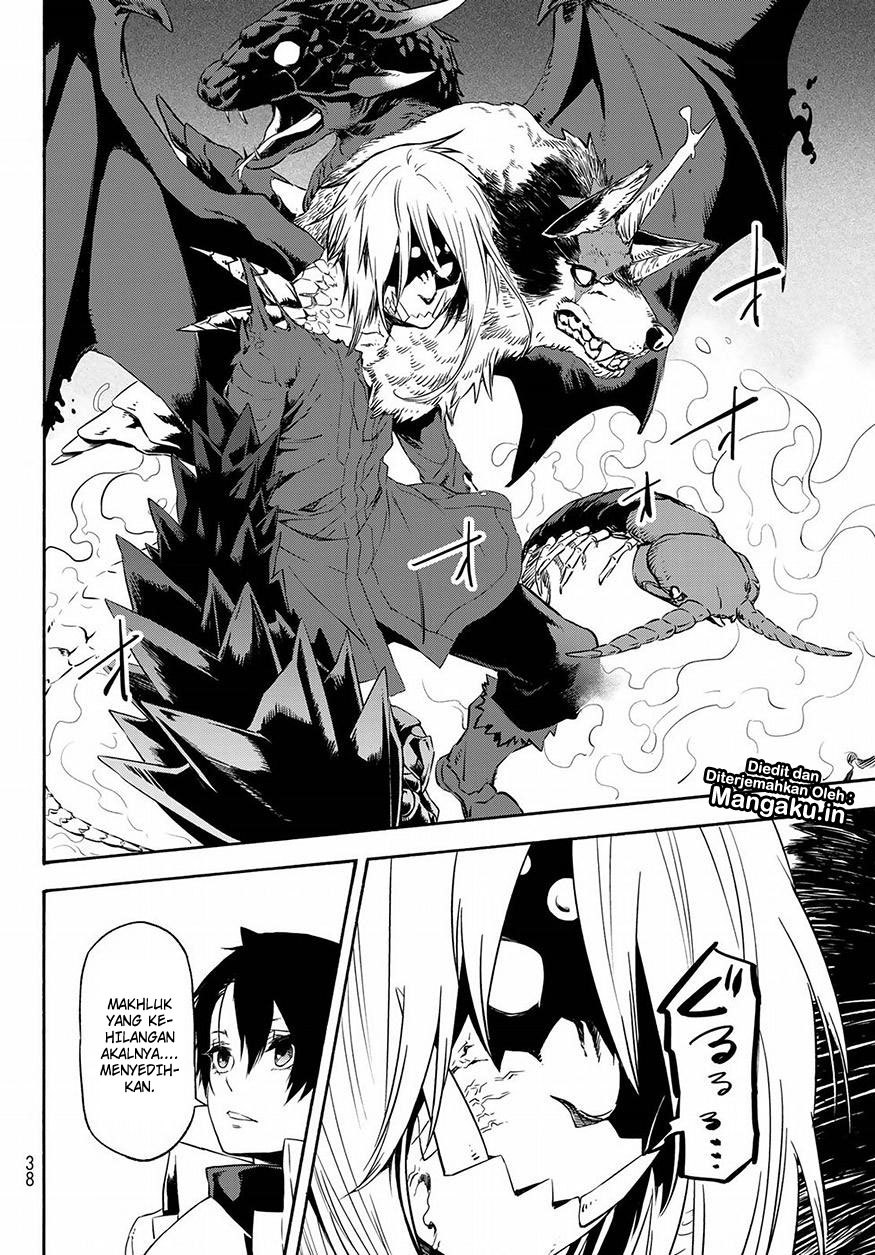 オ
オ
オ
オ
オ
Diedit dan
Diterjemahkan Oleh :
Mangaku.in
ぐるるる……
MAKHLUK
YANG KE-
HILANGAN
AKALNYA....
MENYEDIH-
KAN.
38